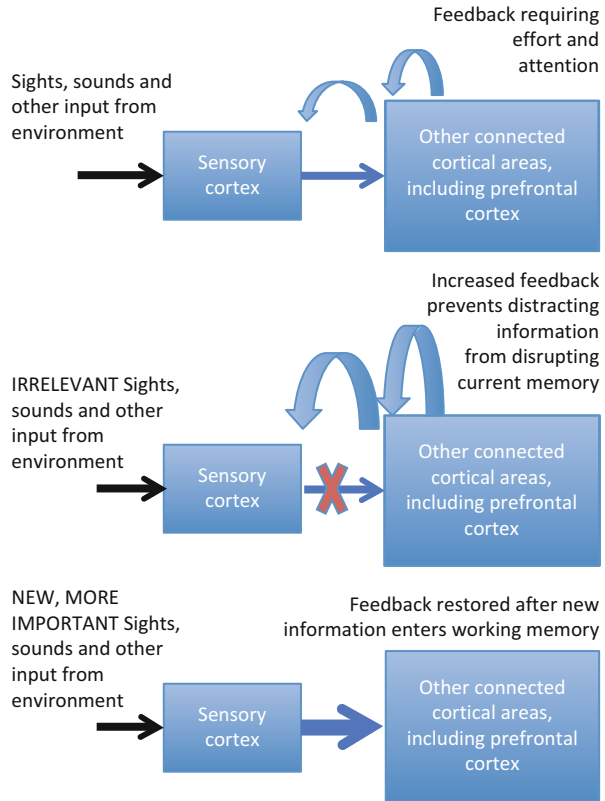 Feedback requiring
effort and
attention
Sights, sounds and
other input from
environment
Sensory
cortex
Other connected
cortical areas,
including prefrontal
cortex
Increased feedback
prevents distracting
information
from disrupting
current memory
IRRELEVANT Sights,
sounds and other
input from
environment
Sensory
cortex
Other connected
cortical areas,
including prefrontal
cortex
NEW, MORE
IMPORTANT Sights,
sounds and other
input from
environment
Feedback restored after new
information enters working memory
Sensory
cortex
Other connected
cortical areas,
including prefrontal
cortex